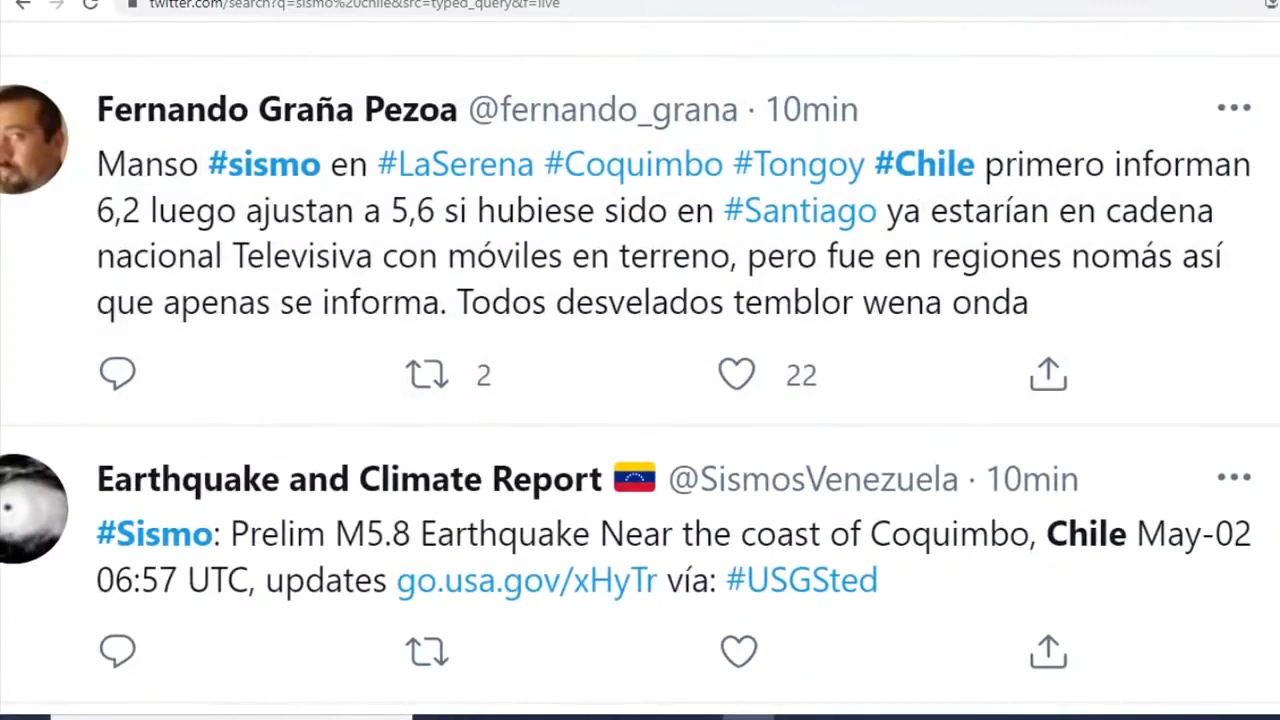 twitter.com/search?q=sismo%20chile&src=typed_query&f=live
Fernando Graña Pezoa @fernando_grana · 10min
Manso #sismo en #LaSerena #Coquimbo #Tongoy #Chile primero informan
6,2 luego ajustan a 5,6 si hubiese sido en #Santiago ya estarían en cadena
nacional Televisiva con móviles en terreno, pero fue en regiones nomás así
que apenas se informa. Todos desvelados temblor wena onda
2 22
Earthquake and Climate Report 🇻🇪 @SismosVenezuela · 10min
#Sismo: Prelim M5.8 Earthquake Near the coast of Coquimbo, Chile May-02
06:57 UTC, updates go.usa.gov/xHyTr vía: #USGSted